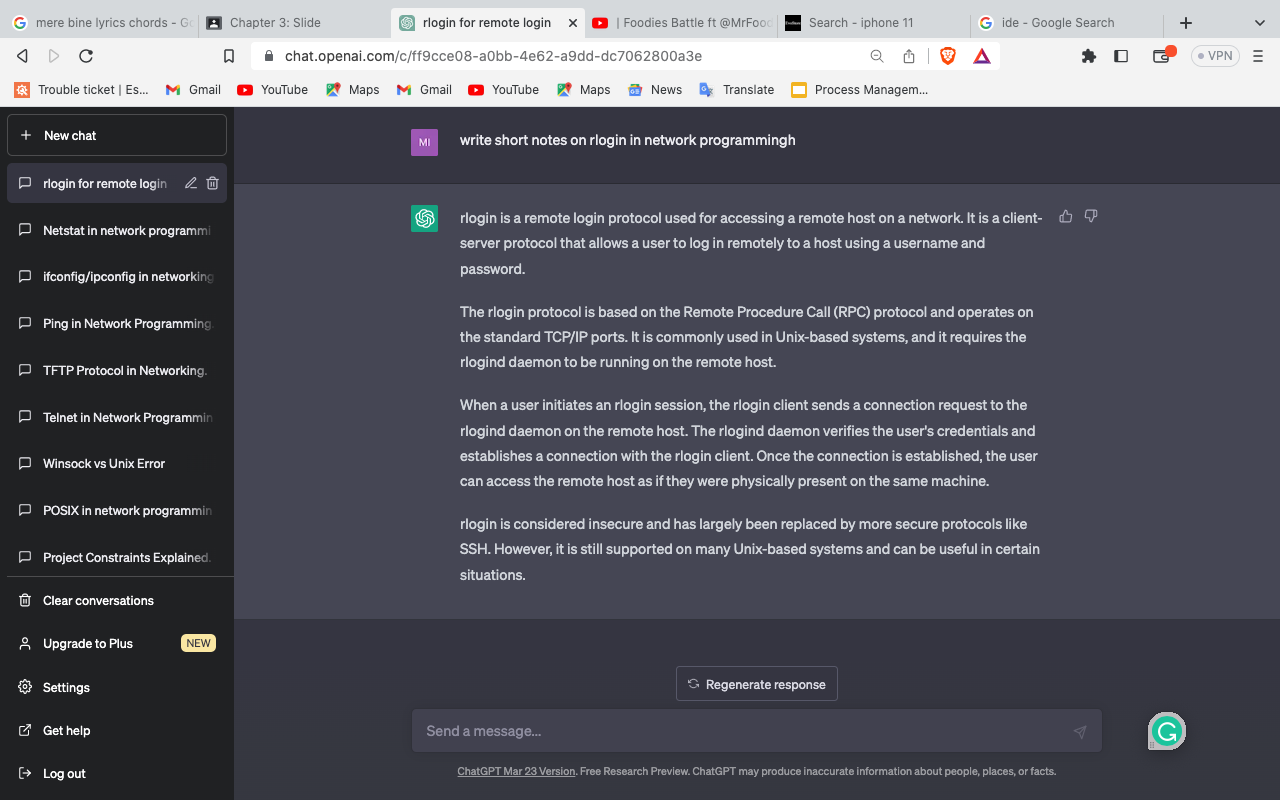 mere bine lyrics chords - Go
Chapter 3: Slide
rlogin for remote login
| Foodies Battle ft @MrFood
Search - iphone 11
ide - Google Search
chat.openai.com/c/ff9cce08-a0bb-4e62-a9dd-dc7062800a3e
VPN
Trouble ticket | Es...
Gmail
YouTube
Maps
Gmail
YouTube
Maps
News
Translate
Process Managem...
New chat
rlogin for remote login
Netstat in network programmi
ifconfig/ipconfig in networking
Ping in Network Programming.
TFTP Protocol in Networking.
Telnet in Network Programmin
Winsock vs Unix Error
POSIX in network programmin
Project Constraints Explained.
Clear conversations
Upgrade to Plus
NEW
Settings
Get help
Log out
MI
write short notes on rlogin in network programmingh
rlogin is a remote login protocol used for accessing a remote host on a network. It is a client-
server protocol that allows a user to log in remotely to a host using a username and
password.
The rlogin protocol is based on the Remote Procedure Call (RPC) protocol and operates on
the standard TCP/IP ports. It is commonly used in Unix-based systems, and it requires the
rlogind daemon to be running on the remote host.
When a user initiates an rlogin session, the rlogin client sends a connection request to the
rlogind daemon on the remote host. The rlogind daemon verifies the user's credentials and
establishes a connection with the rlogin client. Once the connection is established, the user
can access the remote host as if they were physically present on the same machine.
rlogin is considered insecure and has largely been replaced by more secure protocols like
SSH. However, it is still supported on many Unix-based systems and can be useful in certain
situations.
Regenerate response
Send a message...
ChatGPT Mar 23 Version. Free Research Preview. ChatGPT may produce inaccurate information about people, places, or facts.